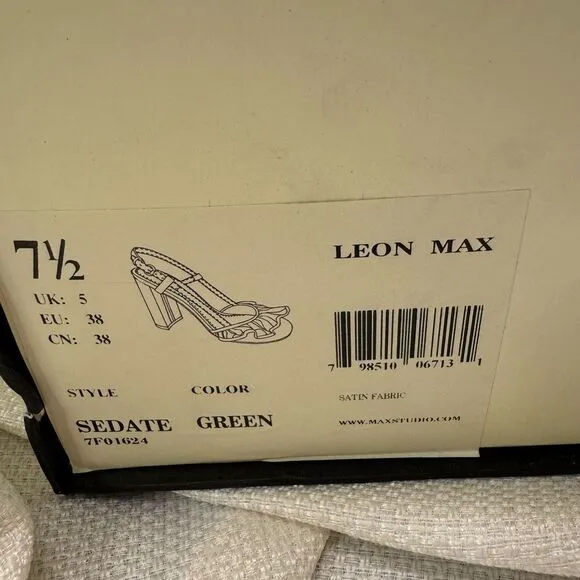 7½
LEON MAX
UK: 5
EU: 38
CN: 38
7 98510 06713 1
STYLE COLOR
SATIN FABRIC
SEDATE GREEN
7F01624
WWW.MAXSTUDIO.COM